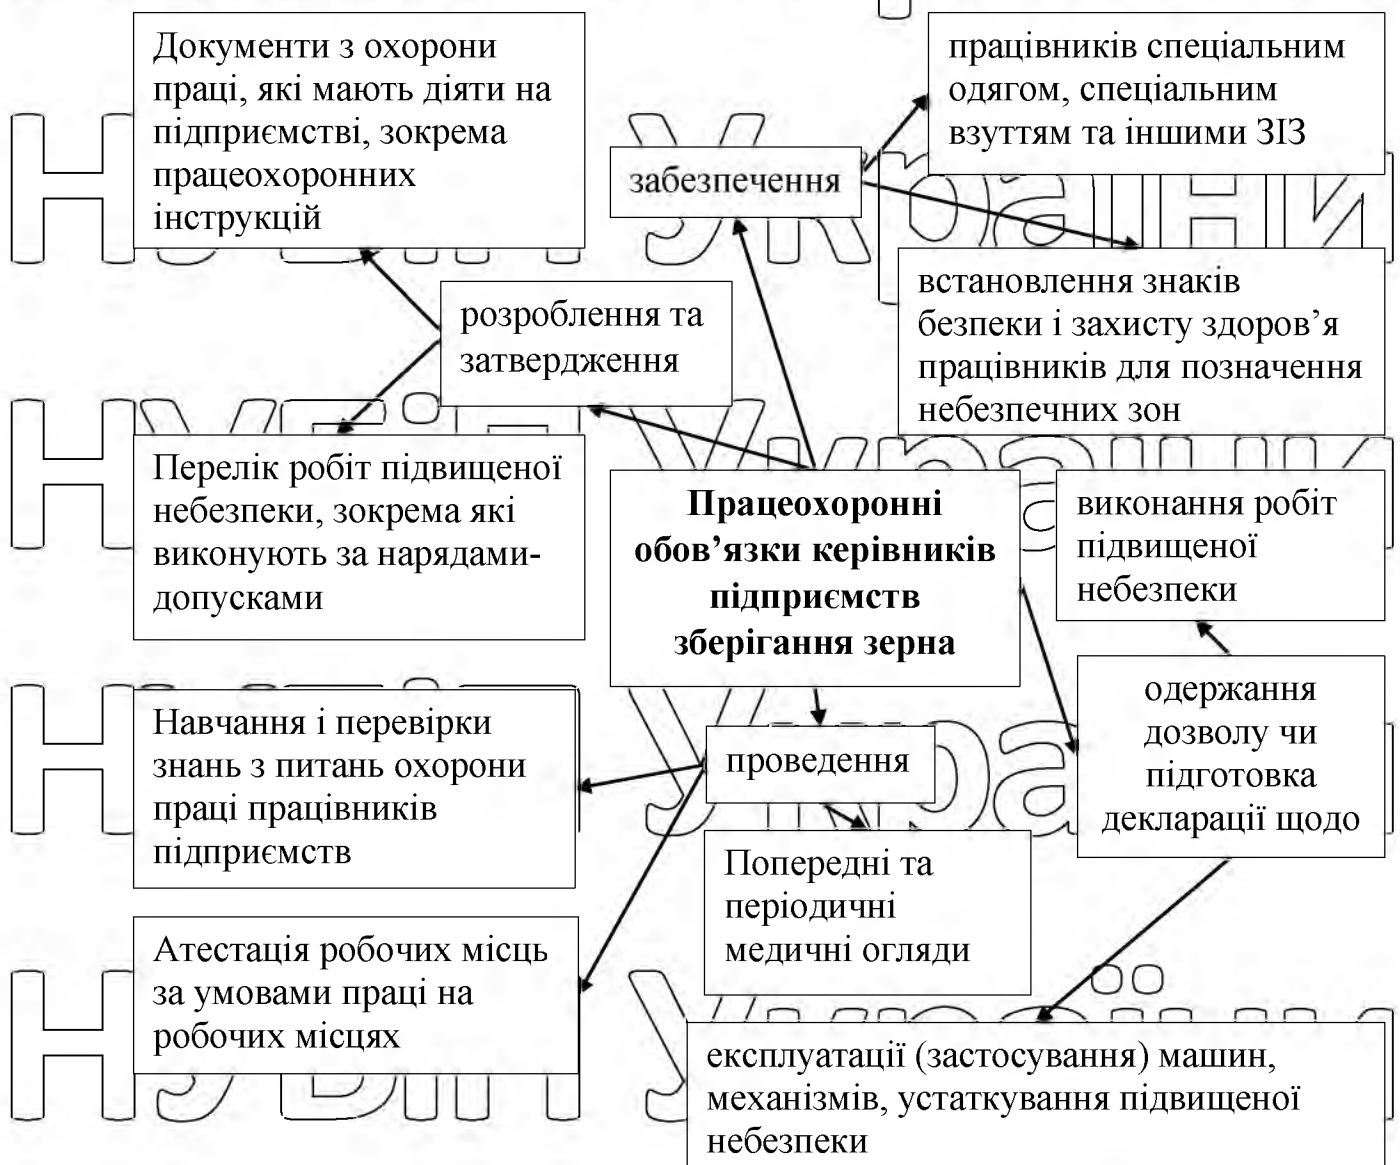 Документи з охорони
праці, які мають діяти на
підприємстві, зокрема
працеохоронних
інструкцій
забезпечення
працівників спеціальним
одягом, спеціальним
взуттям та іншими ЗІЗ
встановлення знаків
безпеки і захисту здоров’я
працівників для позначення
небезпечних зон
розроблення та
затвердження
Перелік робіт підвищеної
небезпеки, зокрема які
виконують за нарядами-
допусками
Працеохоронні
обов’язки керівників
підприємств
зберігання зерна
виконання робіт
підвищеної
небезпеки
одержання
дозволу чи
підготовка
декларації щодо
Навчання і перевірки
знань з питань охорони
праці працівників
підприємств
проведення
Попередні та
періодичні
медичні огляди
Атестація робочих місць
за умовами праці на
робочих місцях
експлуатації (застосування) машин,
механізмів, устаткування підвищеної
небезпеки